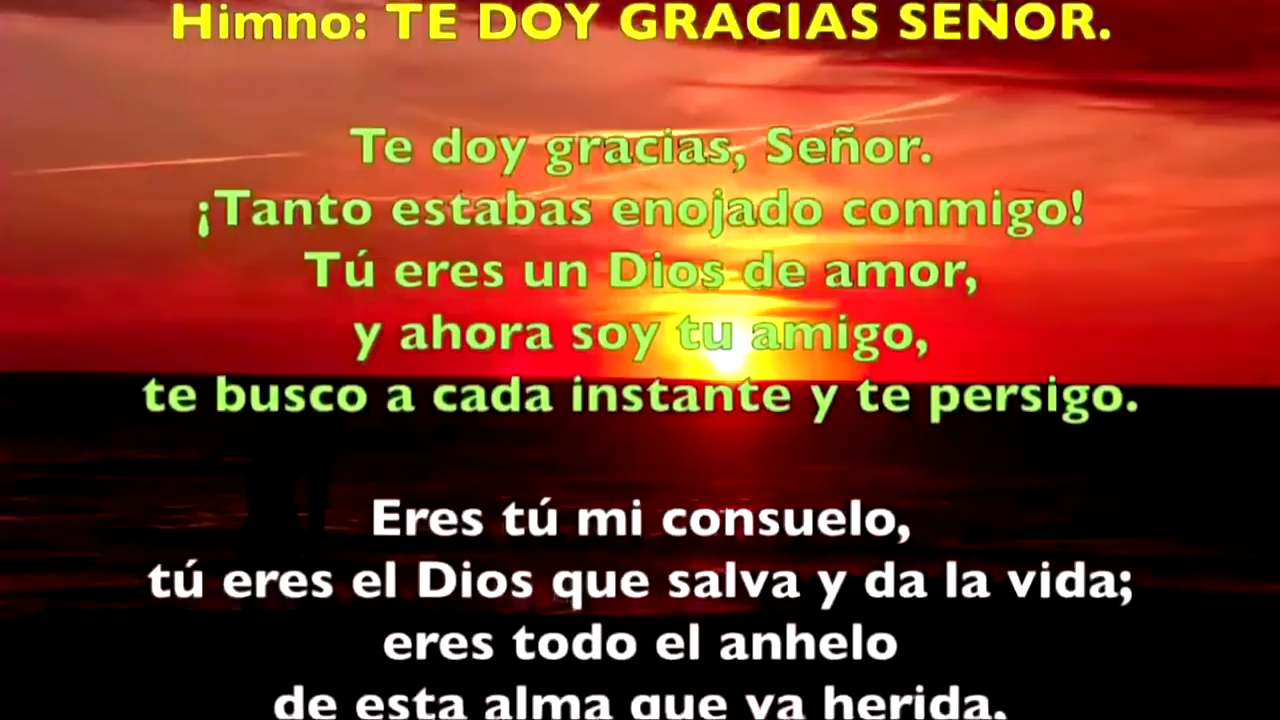 Himno: TE DOY GRACIAS SEÑOR.
Te doy gracias, Señor.
¡Tanto estabas enojado conmigo!
Tú eres un Dios de amor,
y ahora soy tu amigo,
te busco a cada instante y te persigo.
Eres tú mi consuelo,
tú eres el Dios que salva y da la vida;
eres todo el anhelo
de esta alma que va herida,